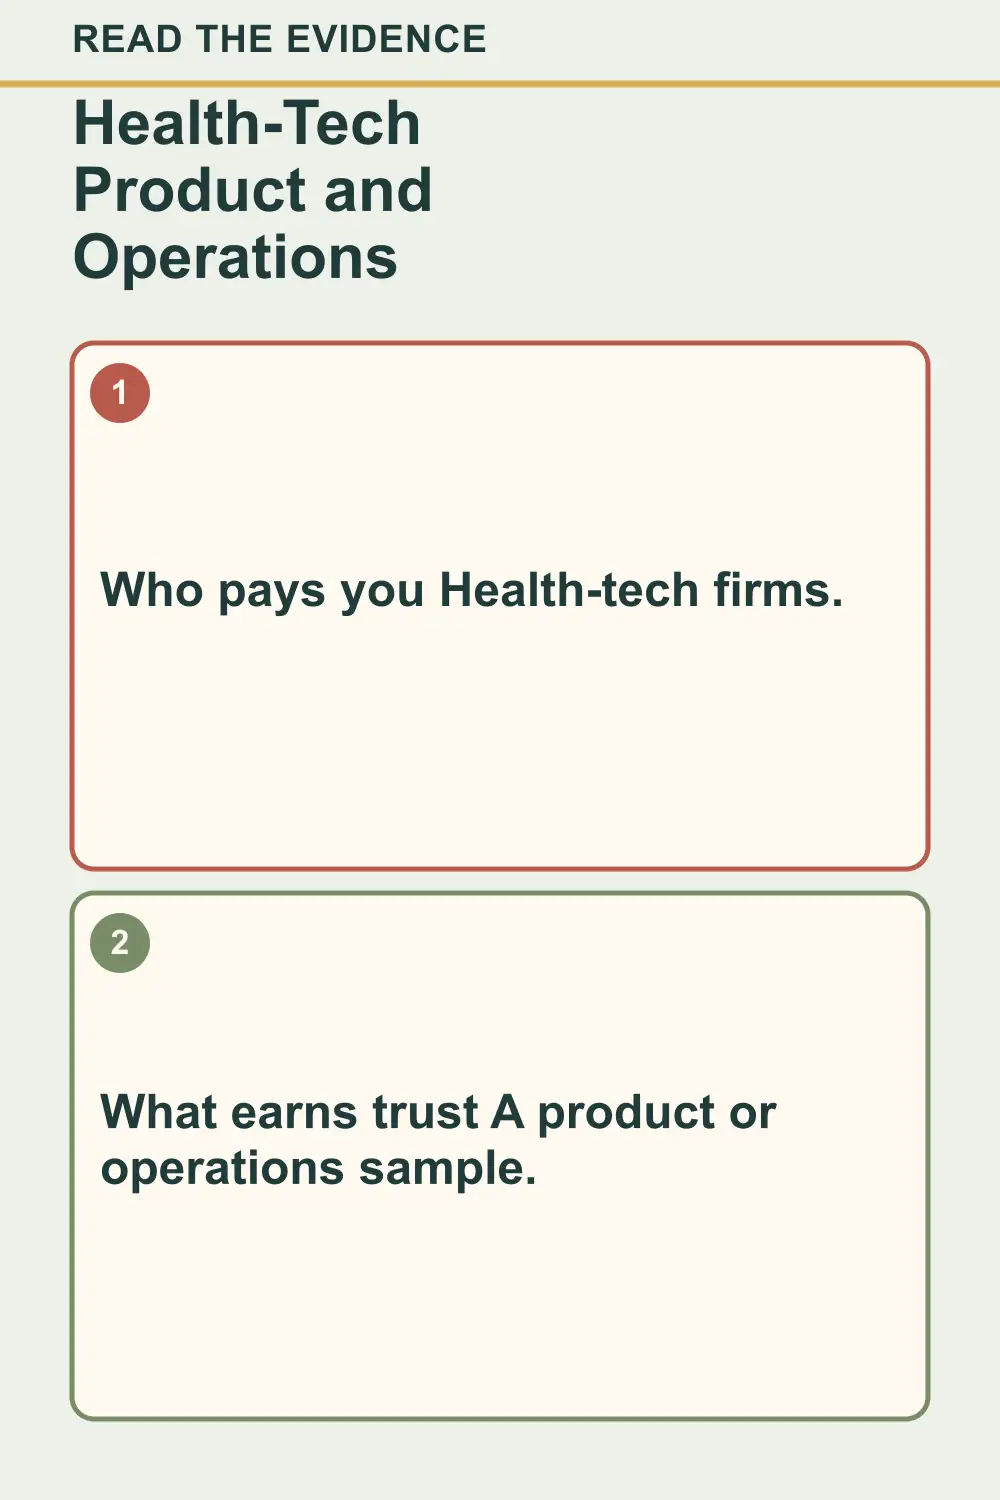 READ THE EVIDENCE
Health-Tech
Product and
Operations
1
Who pays you Health-tech firms.
2
What earns trust A product or
operations sample.